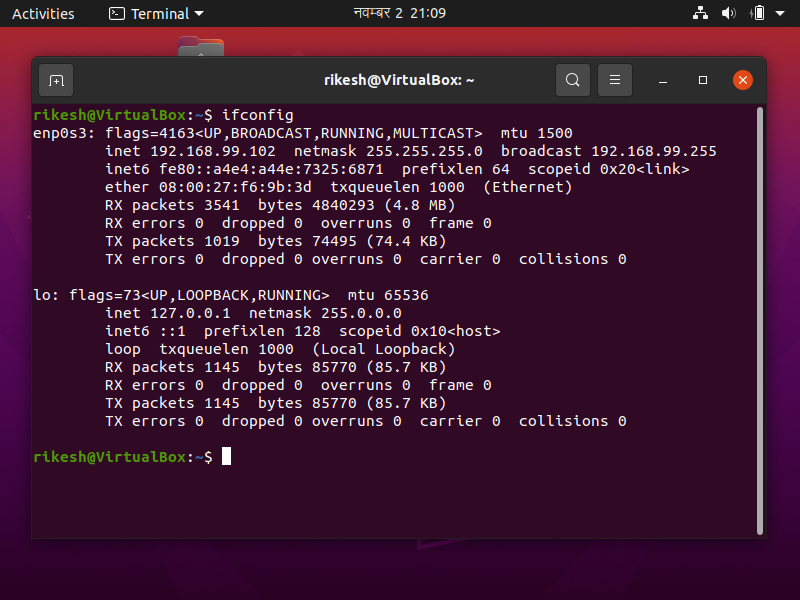 Activities Terminal नवम्बर 2 21:09
rikesh@VirtualBox: ~
rikesh@VirtualBox:~$ ifconfig
enp0s3: flags=4163<UP,BROADCAST,RUNNING,MULTICAST>  mtu 1500
        inet 192.168.99.102  netmask 255.255.255.0  broadcast 192.168.99.255
        inet6 fe80::a4e4:a44e:7325:6871  prefixlen 64  scopeid 0x20<link>
        ether 08:00:27:f6:9b:3d  txqueuelen 1000  (Ethernet)
        RX packets 3541  bytes 4840293 (4.8 MB)
        RX errors 0  dropped 0  overruns 0  frame 0
        TX packets 1019  bytes 74495 (74.4 KB)
        TX errors 0  dropped 0 overruns 0  carrier 0  collisions 0
lo: flags=73<UP,LOOPBACK,RUNNING>  mtu 65536
        inet 127.0.0.1  netmask 255.0.0.0
        inet6 ::1  prefixlen 128  scopeid 0x10<host>
        loop  txqueuelen 1000  (Local Loopback)
        RX packets 1145  bytes 85770 (85.7 KB)
        RX errors 0  dropped 0  overruns 0  frame 0
        TX packets 1145  bytes 85770 (85.7 KB)
        TX errors 0  dropped 0 overruns 0  carrier 0  collisions 0
rikesh@VirtualBox:~$